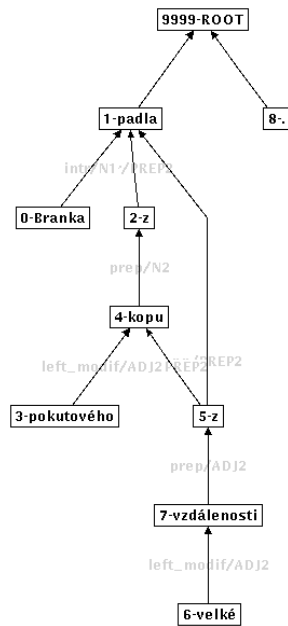 9999-ROOT
1-padla
8-.
0-Branka
2-z
prep/N2
4-kopu
left_modif/ADJ2
3-pokutového
5-z
prep/ADJ2
7-vzdálenosti
left_modif/ADJ2
6-velké